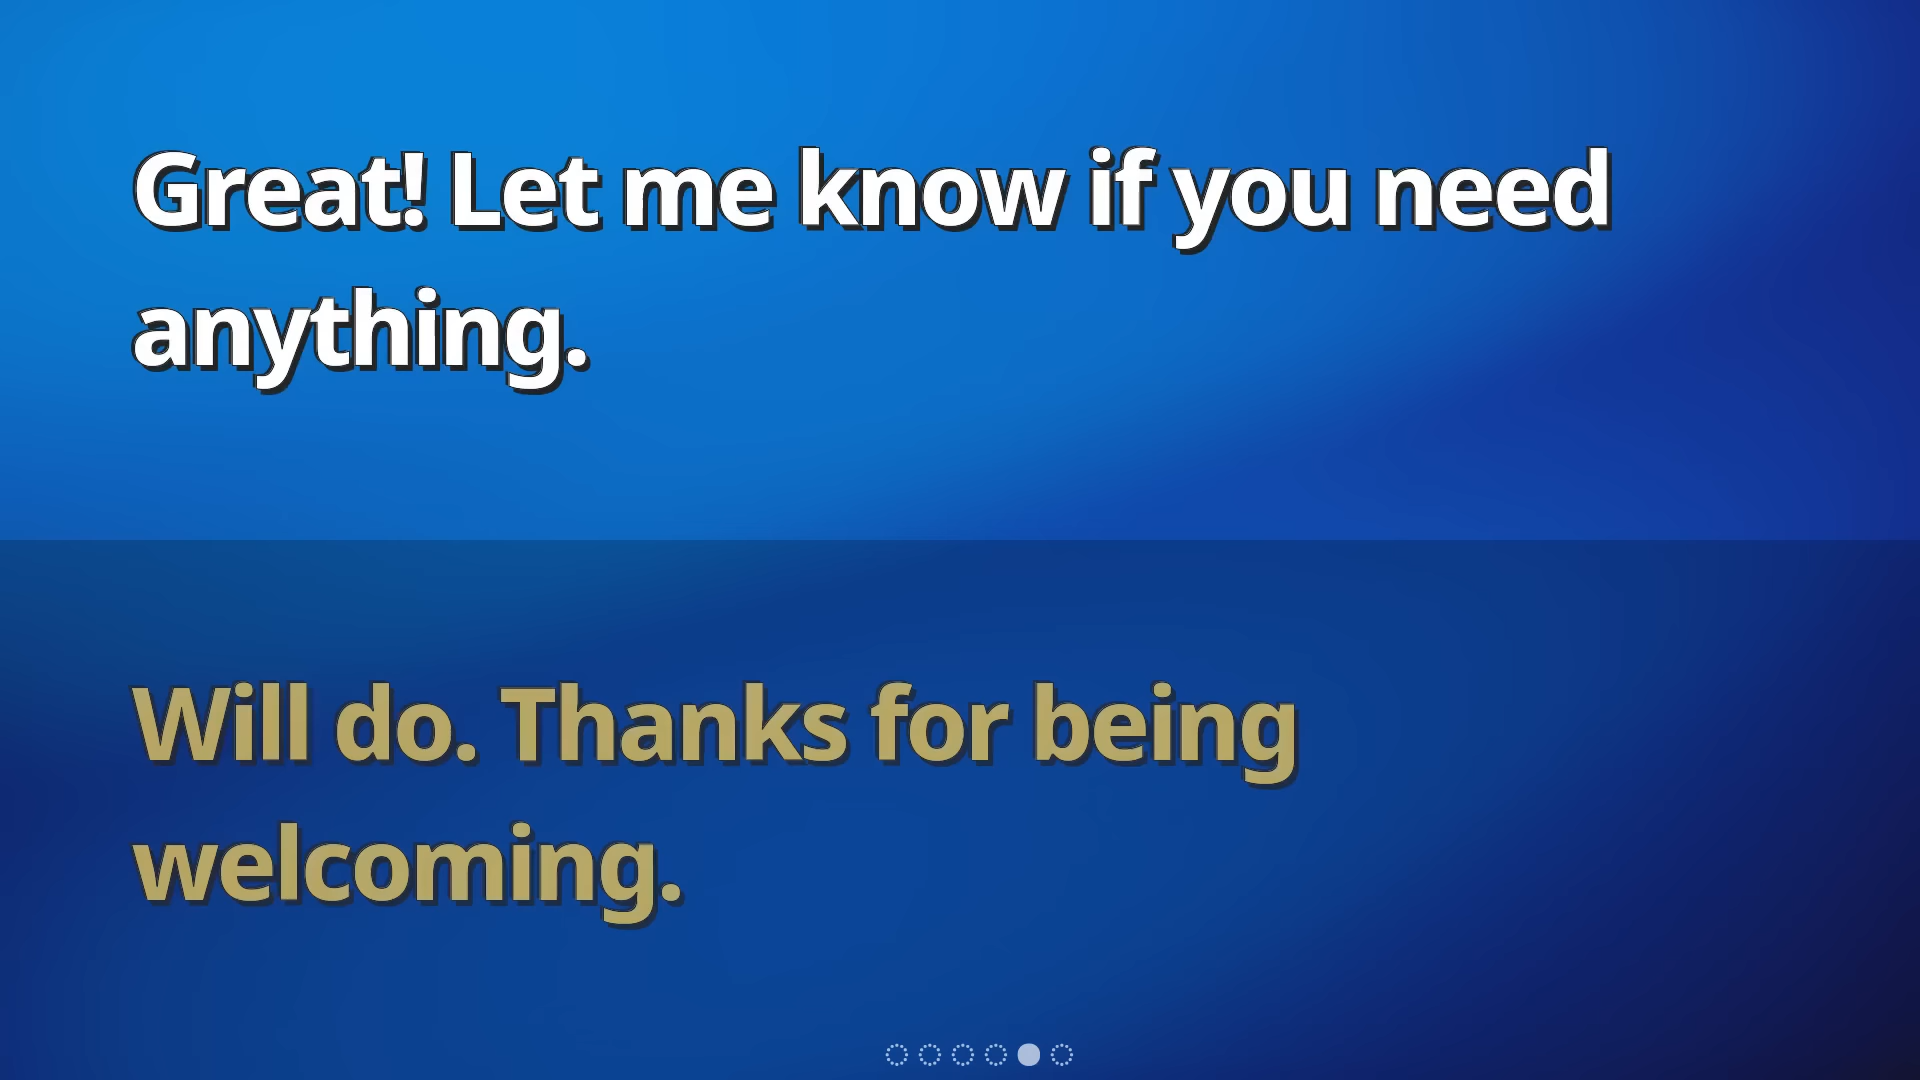 Great! Let me know if you need
anything.
Will do. Thanks for being
welcoming.